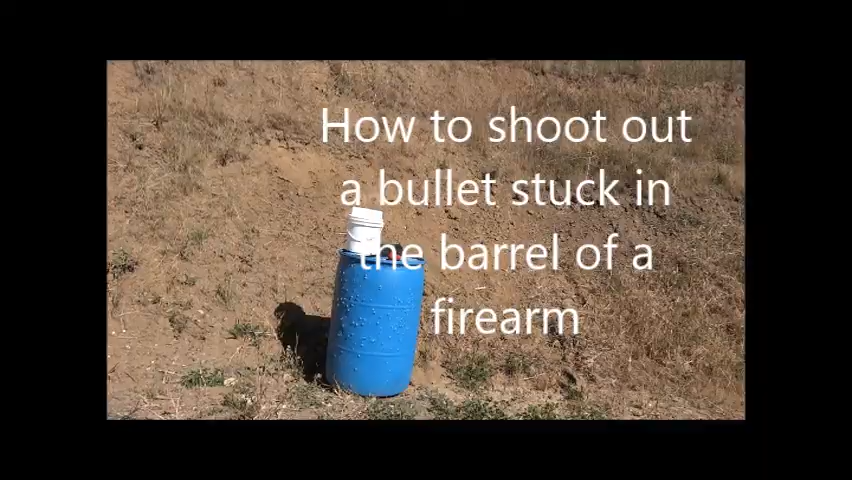 How to shoot out
a bullet stuck in
the barrel of a
firearm